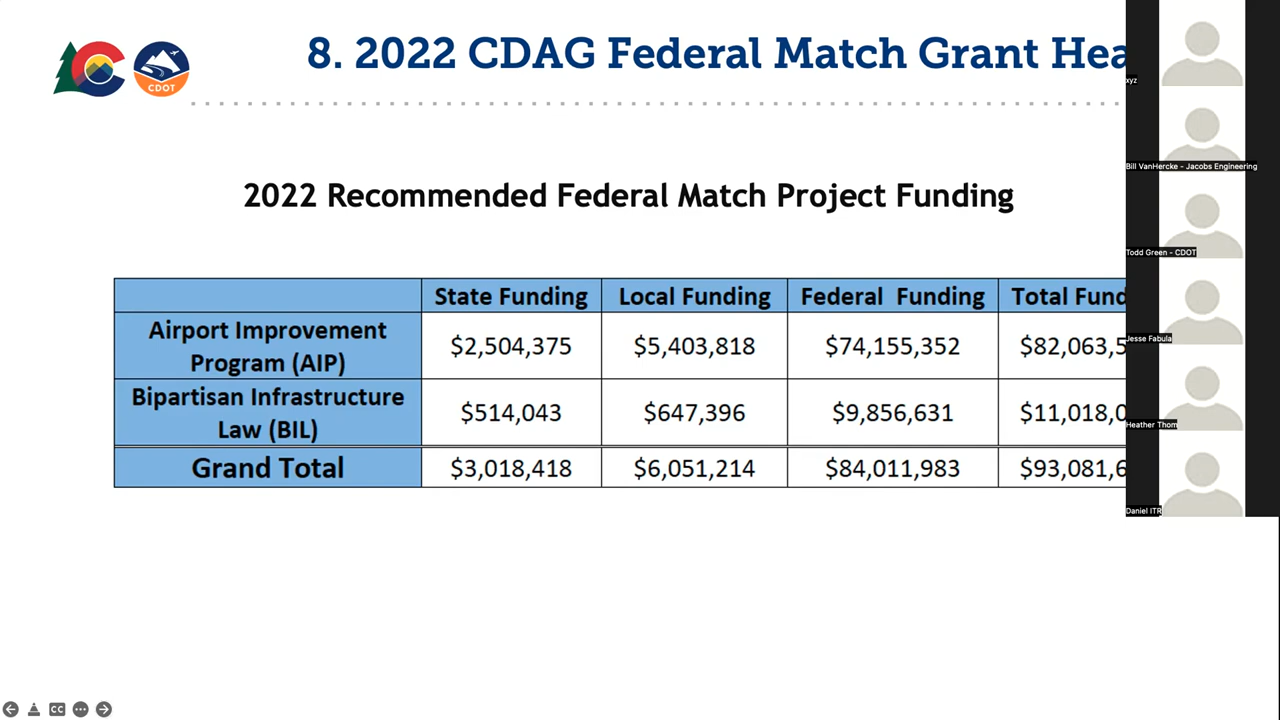 8. 2022 CDAG Federal Match Grant Hea
CDOT
2022 Recommended Federal Match Project Funding
State Funding Local Funding Federal Funding Total Fund
Airport Improvement
Program (AIP) $2,504,375 $5,403,818 $74,155,352 $82,063,5
Bipartisan Infrastructure
Law (BIL) $514,043 $647,396 $9,856,631 $11,018,0
Grand Total $3,018,418 $6,051,214 $84,011,983 $93,081,6
xyz
Bill VanHercke - Jacobs Engineering
Todd Green - CDOT
Jesse Fabula
Heather Thom
Daniel ITR
CC